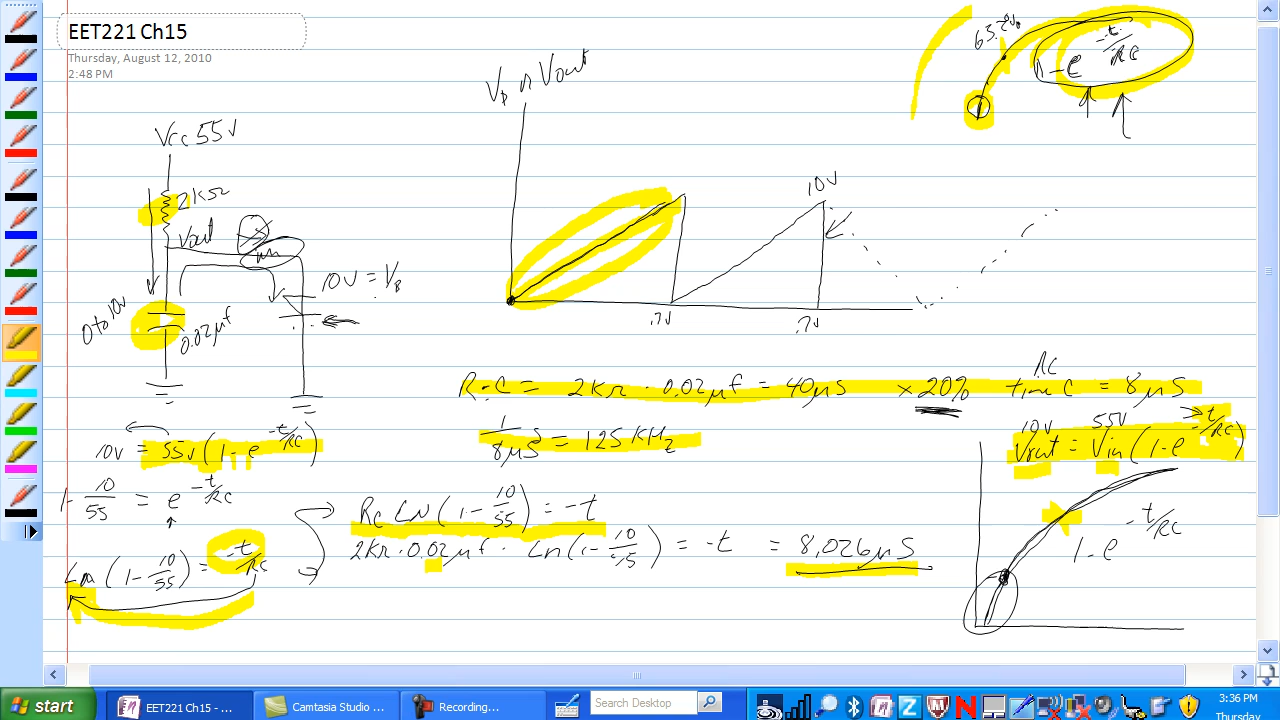 EET221 Ch15
Thursday, August 12, 2010
2:48 PM
63.2%
1-e^-t/RC
Vcc 55V
2KΩ
Vout
0 to 10V
0.02μf
10V = VB
10V
.7V
.7V
R·C = 2KΩ · 0.02μf = 40μS × 20% RC time C = 8μS
1/8μS = 125 KHz
10V 55V
Vout = Vin (1-e^-t/RC)
1-e^-t/RC
10V = 55V (1-e^-t/RC)
1- 10/55 = e^-t/RC
Ln (1- 10/55) = -t/RC
RC LN (1- 10/55) = -t
2KΩ · 0.02μf · Ln (1- 10/55) = -t = 8.026μS
start
EET221 Ch15 - ...
Camtasia Studio ...
Recording...
Search Desktop
3:36 PM
Thursday